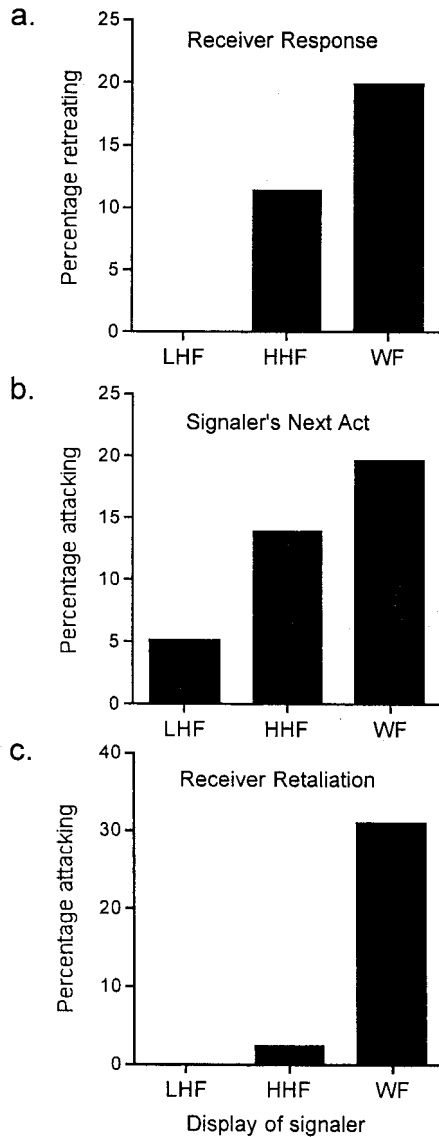 a.
Receiver Response
Percentage retreating
25
20
15
10
5
0
LHF HHF WF
b.
Signaler's Next Act
Percentage attacking
25
20
15
10
5
0
LHF HHF WF
c.
Receiver Retaliation
Percentage attacking
40
30
20
10
0
LHF HHF WF
Display of signaler